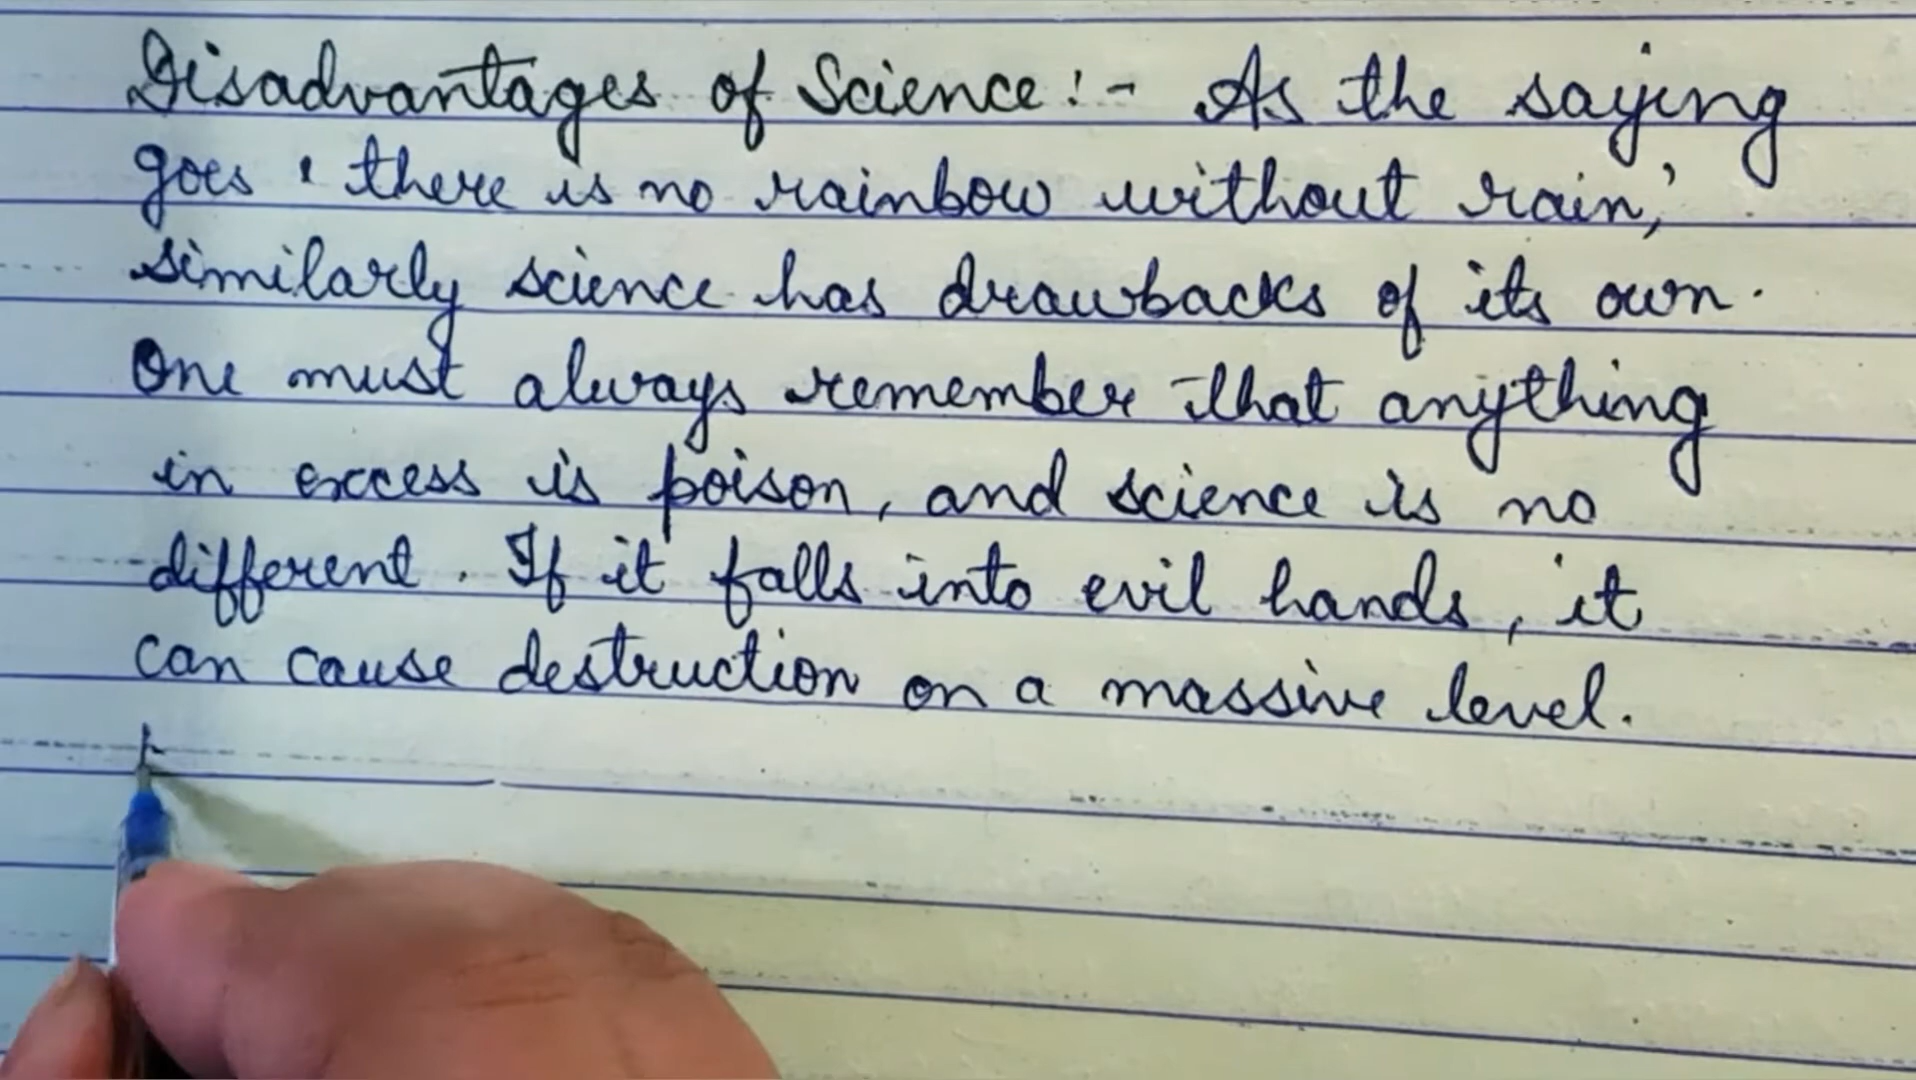 Disadvantages of Science :- As the saying
goes ' there is no rainbow without rain,'
similarly science has drawbacks of its own.
One must always remember that anything
in excess is poison, and science is no
different. If it falls into evil hands, it
can cause destruction on a massive level.